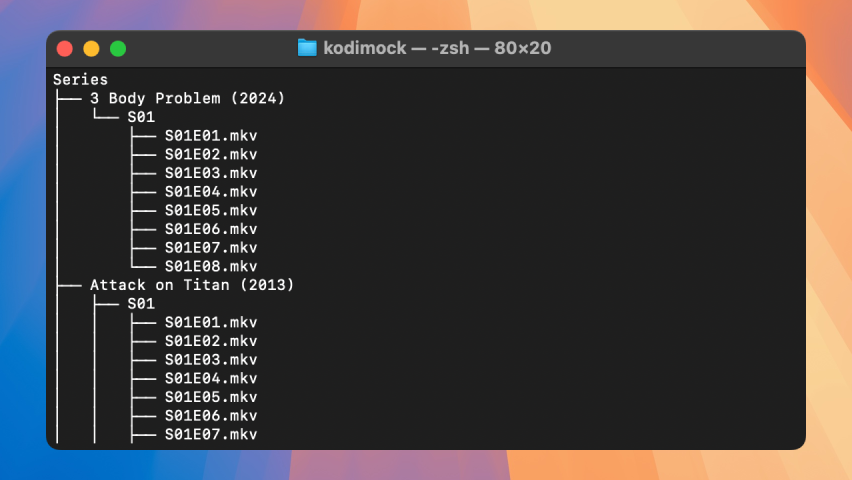 kodimock — -zsh — 80×20
Series
├── 3 Body Problem (2024)
│   └── S01
│       ├── S01E01.mkv
│       ├── S01E02.mkv
│       ├── S01E03.mkv
│       ├── S01E04.mkv
│       ├── S01E05.mkv
│       ├── S01E06.mkv
│       ├── S01E07.mkv
│       └── S01E08.mkv
├── Attack on Titan (2013)
│   ├── S01
│   │   ├── S01E01.mkv
│   │   ├── S01E02.mkv
│   │   ├── S01E03.mkv
│   │   ├── S01E04.mkv
│   │   ├── S01E05.mkv
│   │   ├── S01E06.mkv
│   │   ├── S01E07.mkv